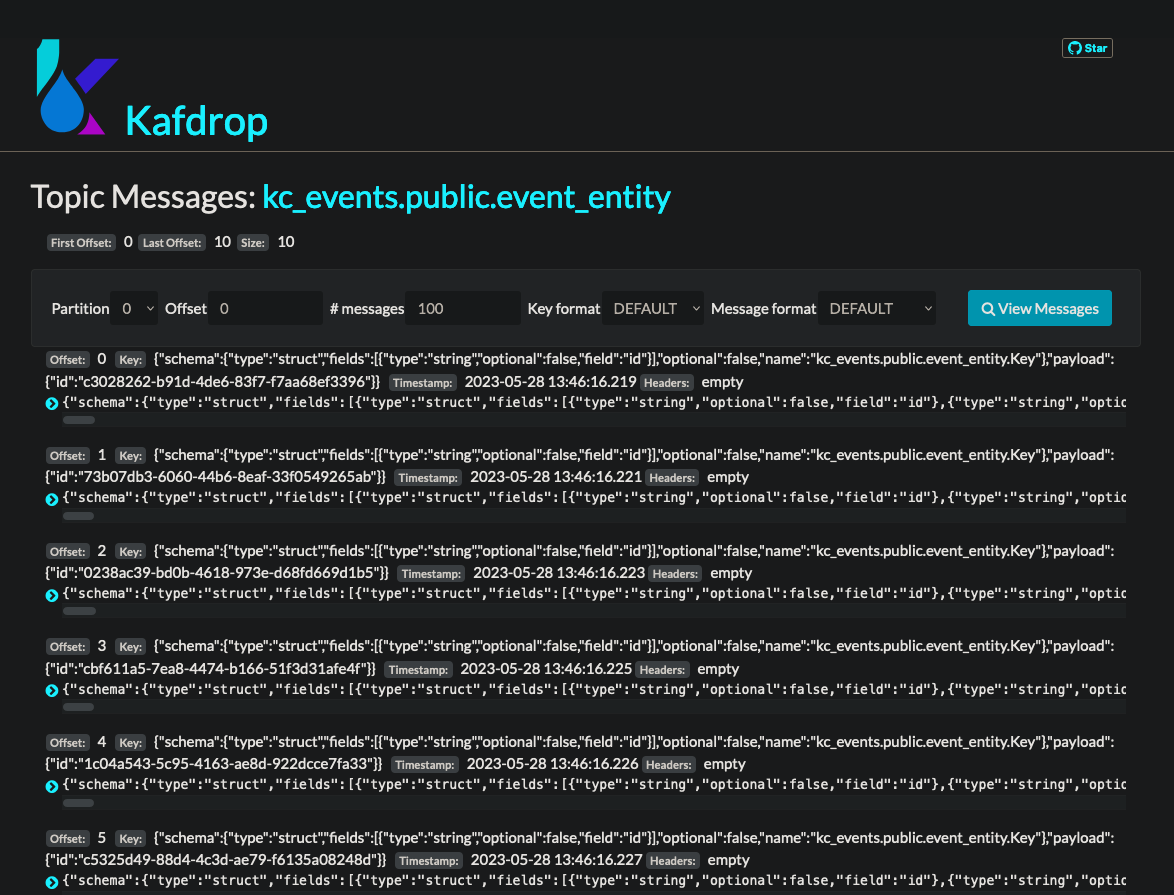 Star
Kafdrop
Topic Messages: kc_events.public.event_entity
First Offset: 0 Last Offset: 10 Size: 10
Partition 0 Offset 0 # messages 100 Key format DEFAULT Message format DEFAULT View Messages
Offset: 0 Key: {"schema":{"type":"struct","fields":[{"type":"string","optional":false,"field":"id"}],"optional":false,"name":"kc_events.public.event_entity.Key"},"payload":
{"id":"c3028262-b91d-4de6-83f7-f7aa68ef3396"}} Timestamp: 2023-05-28 13:46:16.219 Headers: empty
{"schema":{"type":"struct","fields":[{"type":"struct","fields":[{"type":"string","optional":false,"field":"id"},{"type":"string","optio
Offset: 1 Key: {"schema":{"type":"struct","fields":[{"type":"string","optional":false,"field":"id"}],"optional":false,"name":"kc_events.public.event_entity.Key"},"payload":
{"id":"73b07db3-6060-44b6-8eaf-33f0549265ab"}} Timestamp: 2023-05-28 13:46:16.221 Headers: empty
{"schema":{"type":"struct","fields":[{"type":"struct","fields":[{"type":"string","optional":false,"field":"id"},{"type":"string","optio
Offset: 2 Key: {"schema":{"type":"struct","fields":[{"type":"string","optional":false,"field":"id"}],"optional":false,"name":"kc_events.public.event_entity.Key"},"payload":
{"id":"0238ac39-bd0b-4618-973e-d68fd669d1b5"}} Timestamp: 2023-05-28 13:46:16.223 Headers: empty
{"schema":{"type":"struct","fields":[{"type":"struct","fields":[{"type":"string","optional":false,"field":"id"},{"type":"string","optio
Offset: 3 Key: {"schema":{"type":"struct","fields":[{"type":"string","optional":false,"field":"id"}],"optional":false,"name":"kc_events.public.event_entity.Key"},"payload":
{"id":"cbf611a5-7ea8-4474-b166-51f3d31afe4f"}} Timestamp: 2023-05-28 13:46:16.225 Headers: empty
{"schema":{"type":"struct","fields":[{"type":"struct","fields":[{"type":"string","optional":false,"field":"id"},{"type":"string","optio
Offset: 4 Key: {"schema":{"type":"struct","fields":[{"type":"string","optional":false,"field":"id"}],"optional":false,"name":"kc_events.public.event_entity.Key"},"payload":
{"id":"1c04a543-5c95-4163-ae8d-922dcce7fa33"}} Timestamp: 2023-05-28 13:46:16.226 Headers: empty
{"schema":{"type":"struct","fields":[{"type":"struct","fields":[{"type":"string","optional":false,"field":"id"},{"type":"string","optio
Offset: 5 Key: {"schema":{"type":"struct","fields":[{"type":"string","optional":false,"field":"id"}],"optional":false,"name":"kc_events.public.event_entity.Key"},"payload":
{"id":"c5325d49-88d4-4c3d-ae79-f6135a08248d"}} Timestamp: 2023-05-28 13:46:16.227 Headers: empty
{"schema":{"type":"struct","fields":[{"type":"struct","fields":[{"type":"string","optional":false,"field":"id"},{"type":"string","optio